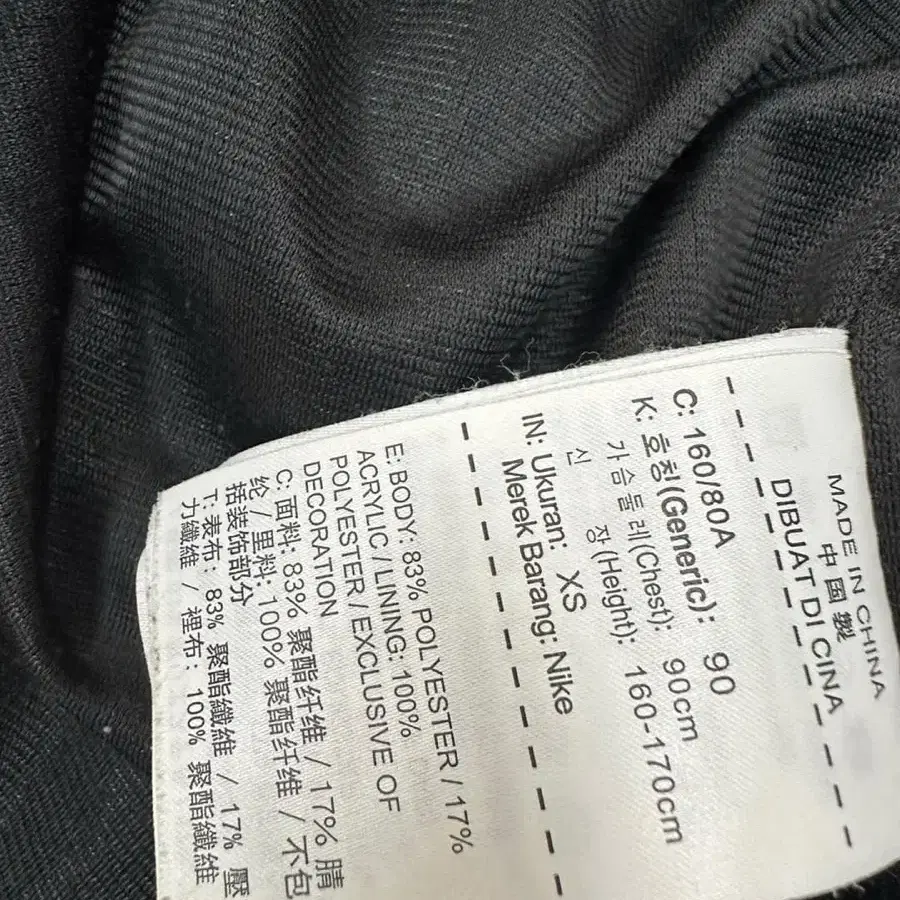 MADE IN CHINA
中国製
DIBUAT DI CINA
C: 160/80A
K: 호칭(Generic): 90
가슴둘레(Chest): 90cm
신 장(Height): 160-170cm
IN: Ukuran: XS
Merek Barang: Nike
E: BODY: 83% POLYESTER / 17%
ACRYLIC / LINING: 100%
POLYESTER / EXCLUSIVE OF
DECORATION
C: 面料: 83% 聚酯纤维 / 17% 腈
纶 / 里料: 100% 聚酯纤维 / 不包
括装饰部分
T: 表布: 83% 聚酯纖維 / 17% 壓
力纖維 / 裡布: 100% 聚酯纖維